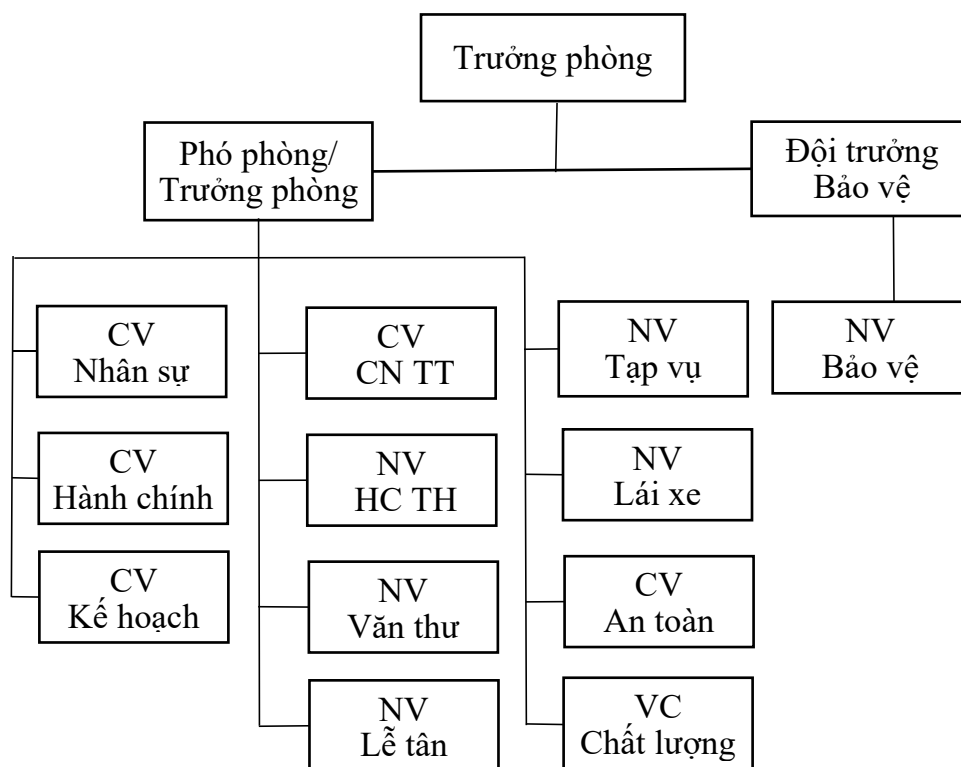 Trưởng phòng
Phó phòng/
Trưởng phòng
Đội trưởng
Bảo vệ
CV
Nhân sự
CV
CN TT
NV
Tạp vụ
NV
Bảo vệ
CV
Hành chính
NV
HC TH
NV
Lái xe
CV
Kế hoạch
NV
Văn thư
CV
An toàn
NV
Lễ tân
VC
Chất lượng